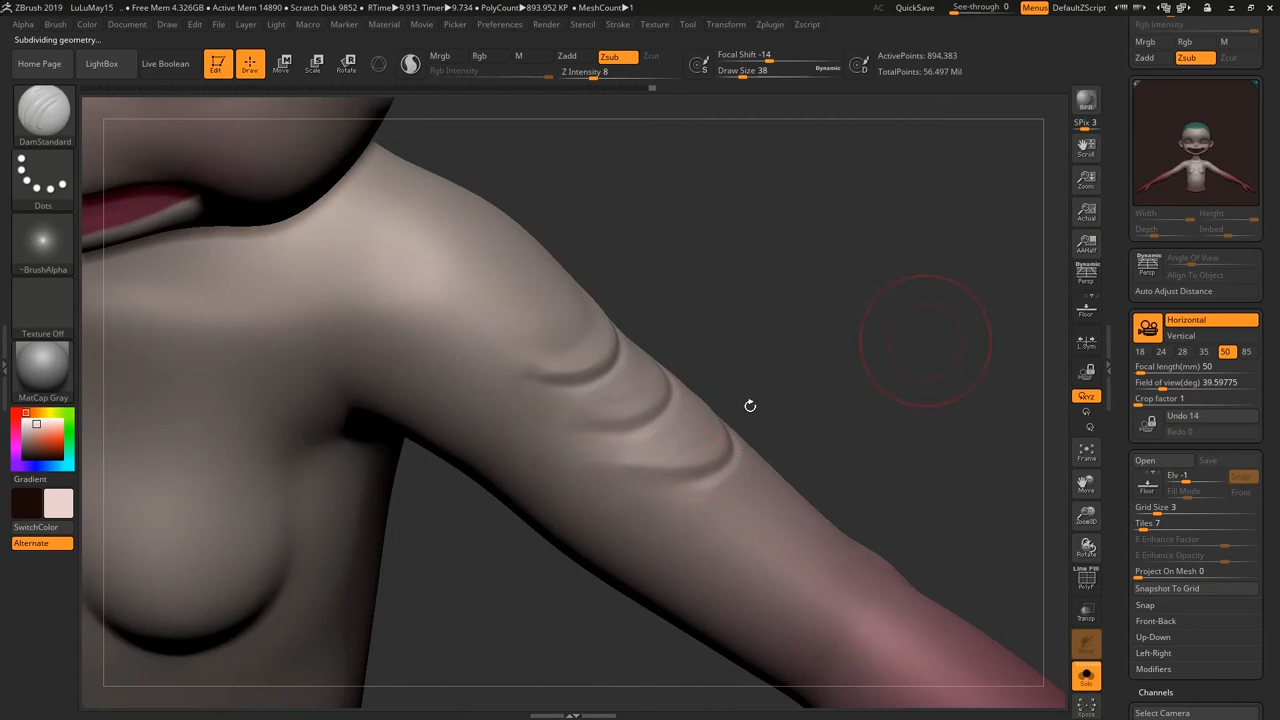 ZBrush 2019 LuLuMay15 .. • Free Mem 4.326GB • Active Mem 14890 • Scratch Disk 9852 • RTime▶9.913 Timer▶9.734 • PolyCount▶893.952 KP • MeshCount▶1 AC QuickSave See-through 0 Menus DefaultZScript
Alpha Brush Color Document Draw Edit File Layer Light Macro Marker Material Movie Picture Preferences Render Stencil Stroke Texture Tool Transform Zplugin Zscript
Subdividing geometry...
Home Page LightBox Live Boolean Edit Draw Move Scale Rotate
Mrgb Rgb M Zadd Zsub Zcut
Rgb Intensity Z Intensity 8
Focal Shift -14
Draw Size 38 Dynamic
ActivePoints: 894,383
TotalPoints: 56.497 Mil
DamStandard
Dots
~BrushAlpha
Texture Off
MatCap Gray
Gradient
SwitchColor
Alternate
BPR
SPix 3
Scroll
Zoom
Actual
AAHalf
Dynamic
Persp
Floor
L.Sym
XYZ
Frame
Move
Zoom3D
Rotate
Line Fill
PolyF
Transp
Solo
Xpose
Rgb Intensity
Mrgb Rgb M
Zadd Zsub Zcut
Width Height
Depth Imbed
Dynamic
Persp
Angle Of View
Align To Object
Auto Adjust Distance
Horizontal
Vertical
18 24 28 35 50 85
Focal length(mm) 50
Field of view(deg) 39.59775
Crop factor 1
Undo 14
Redo 0
Open Save
Floor
Elv -1 Snap
Fill Mode Front
Grid Size 3
Tiles 7
E Enhance Factor
E Enhance Opacity
Project On Mesh 0
Snapshot To Grid
Snap
Front-Back
Up-Down
Left-Right
Modifiers
Channels
Select Camera